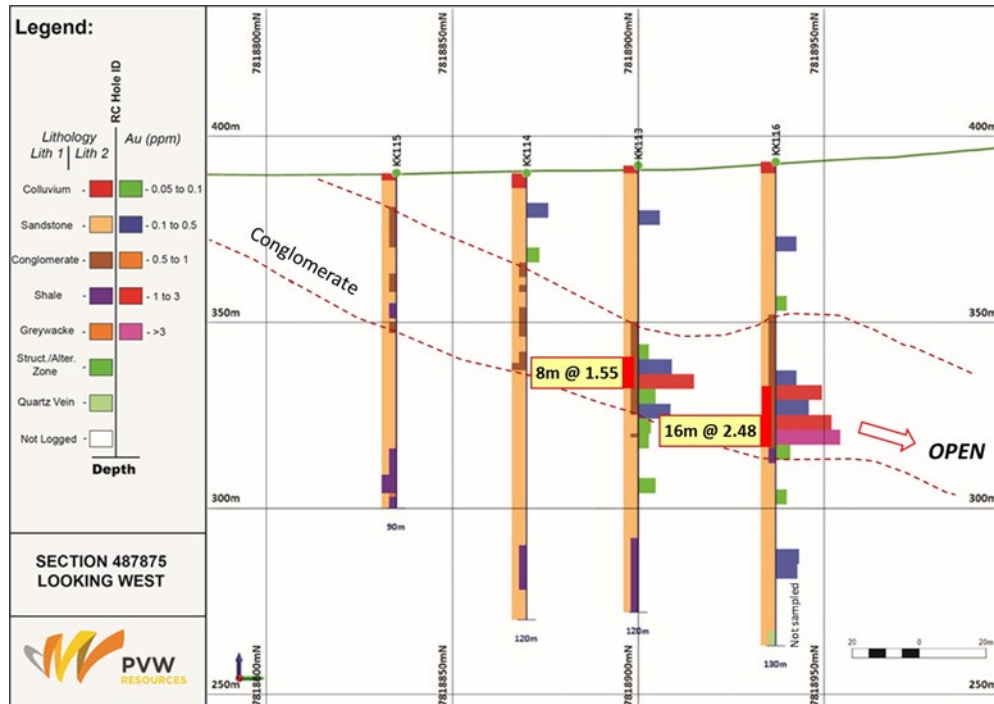 Legend:
RC Hole ID
Lithology
Au (ppm)
Lith 1 | Lith 2
Colluvium - - 0.05 to 0.1
Sandstone - - 0.1 to 0.5
Conglomerate - - 0.5 to 1
Shale - - 1 to 3
Greywacke - - >3
Struct./Alter. Zone -
Quartz Vein -
Not Logged -
Depth
SECTION 487875
LOOKING WEST
PVW
RESOURCES
7818800mN
7818850mN
7818900mN
7818950mN
400m
400m
KK115
KK114
KK113
KK116
Conglomerate
350m
350m
8m @ 1.55
16m @ 2.48
OPEN
300m
300m
90m
120m
120m
Not sampled
130m
20
0
20m
7818800mN
7818850mN
7818900mN
7818950mN
250m
250m